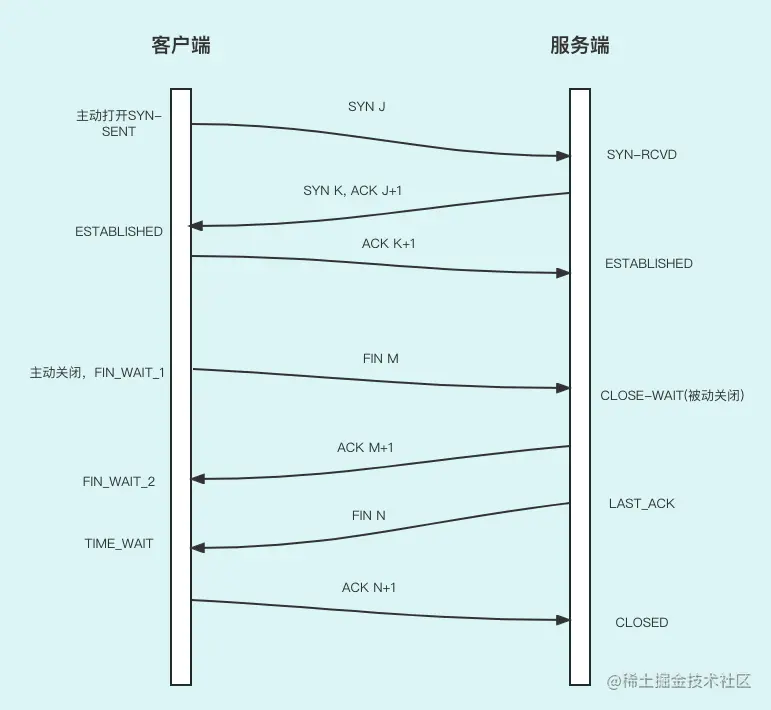 客户端
服务端
主动打开SYN-
SENT
SYN J
SYN-RCVD
SYN K, ACK J+1
ESTABLISHED
ACK K+1
ESTABLISHED
主动关闭，FIN_WAIT_1
FIN M
CLOSE-WAIT(被动关闭)
ACK M+1
FIN_WAIT_2
LAST_ACK
FIN N
TIME_WAIT
ACK N+1
CLOSED
@稀土掘金技术社区